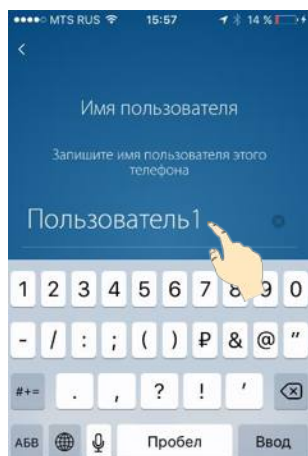 MTS RUS 15:57 14 %
Имя пользователя
Запишите имя пользователя этого
телефона
Пользователь1
1 2 3 4 5 6 7 8 9 0
- / : ; ( ) ₽ & @ "
#+= . , ? ! '
АБВ Пробел Ввод